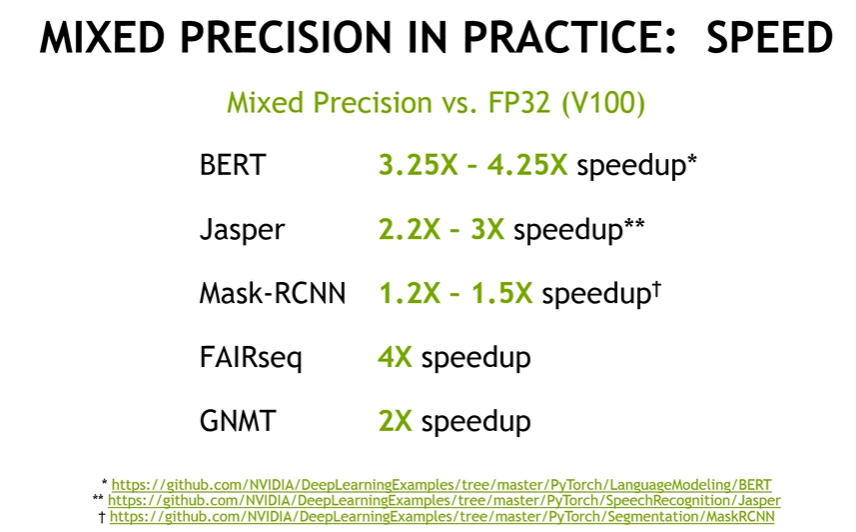 MIXED PRECISION IN PRACTICE: SPEED
Mixed Precision vs. FP32 (V100)
BERT 3.25X – 4.25X speedup*
Jasper 2.2X – 3X speedup**
Mask-RCNN 1.2X – 1.5X speedup†
FAIRseq 4X speedup
GNMT 2X speedup
* https://github.com/NVIDIA/DeepLearningExamples/tree/master/PyTorch/LanguageModeling/BERT
** https://github.com/NVIDIA/DeepLearningExamples/tree/master/PyTorch/SpeechRecognition/Jasper
† https://github.com/NVIDIA/DeepLearningExamples/tree/master/PyTorch/Segmentation/MaskRCNN